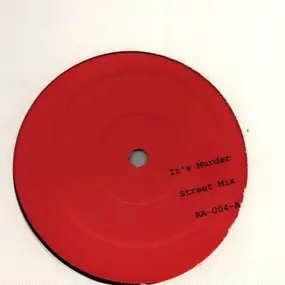 It's Murder
Street Mix
RA-004-A